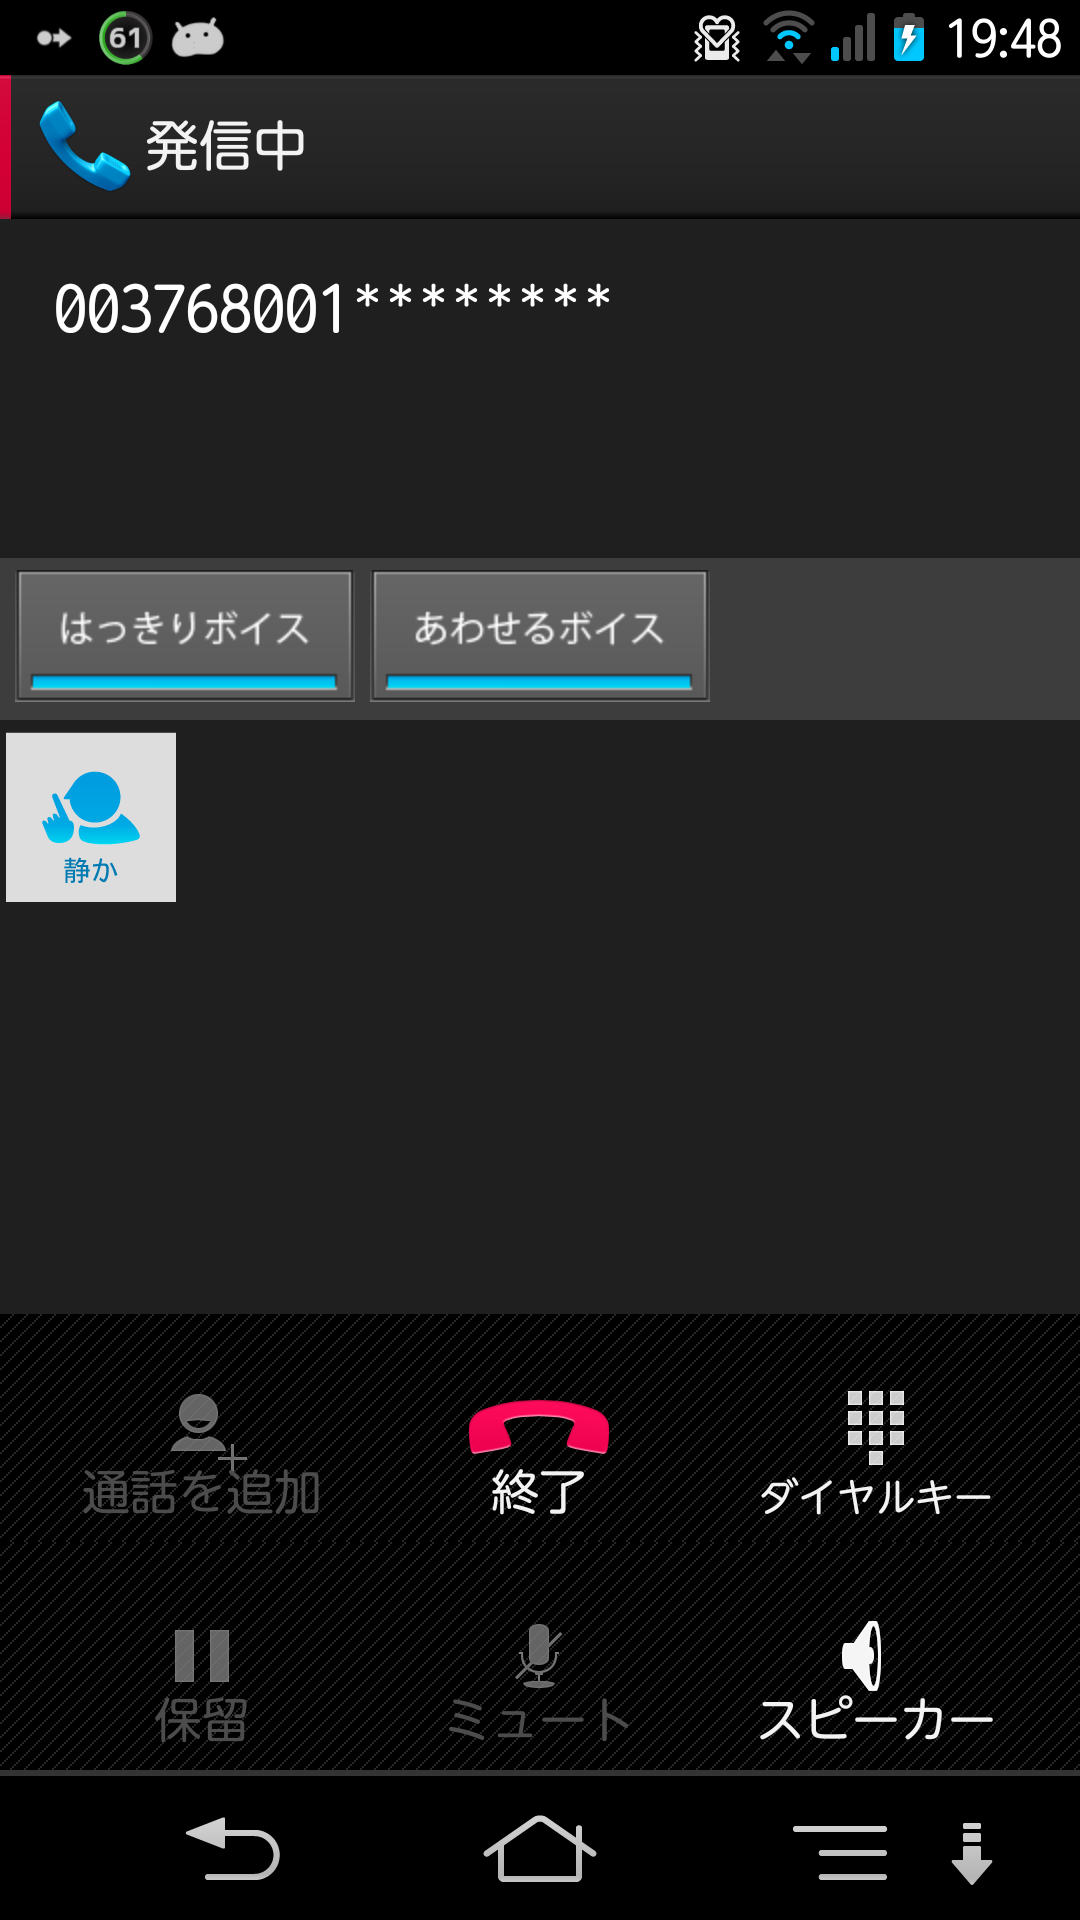 61 19:48
発信中
003768001********
はっきりボイス あわせるボイス
静か
通話を追加 終了 ダイヤルキー
保留 ミュート スピーカー